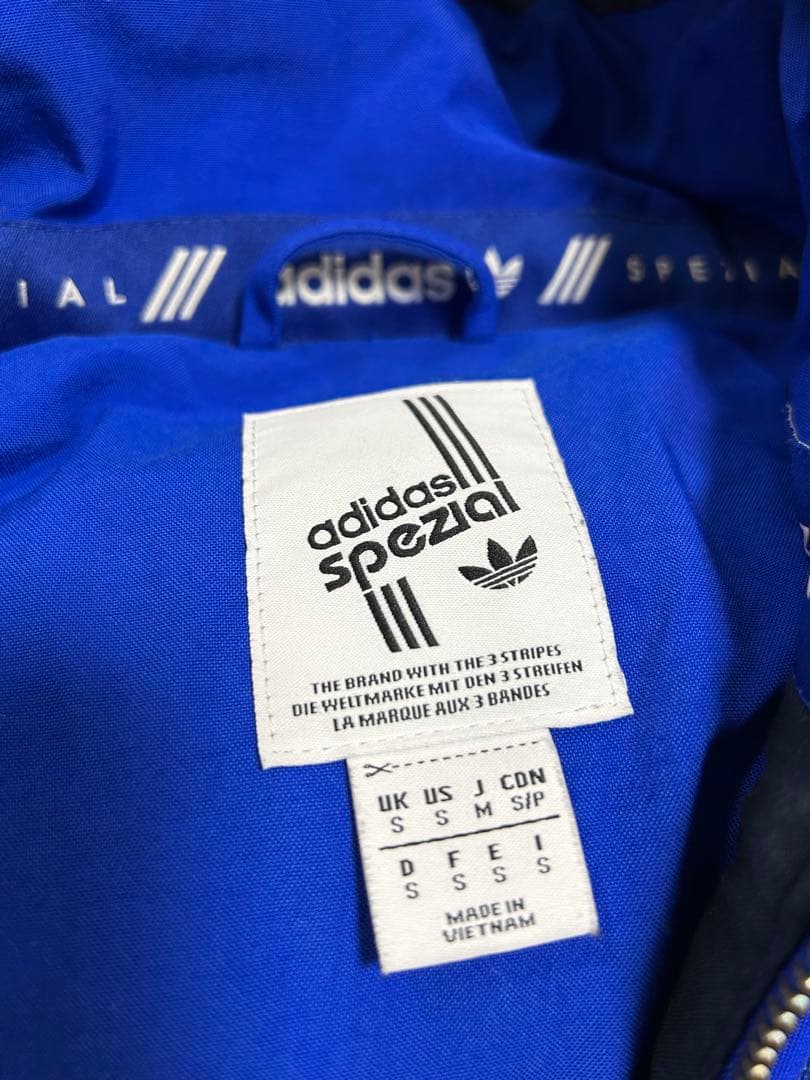 IAL adidas SPEZIA
adidas
spezial
THE BRAND WITH THE 3 STRIPES
DIE WELTMARKE MIT DEN 3 STREIFEN
LA MARQUE AUX 3 BANDES
UK US J CDN
S S M S/P
D F E I
S S S S
MADE IN
VIETNAM